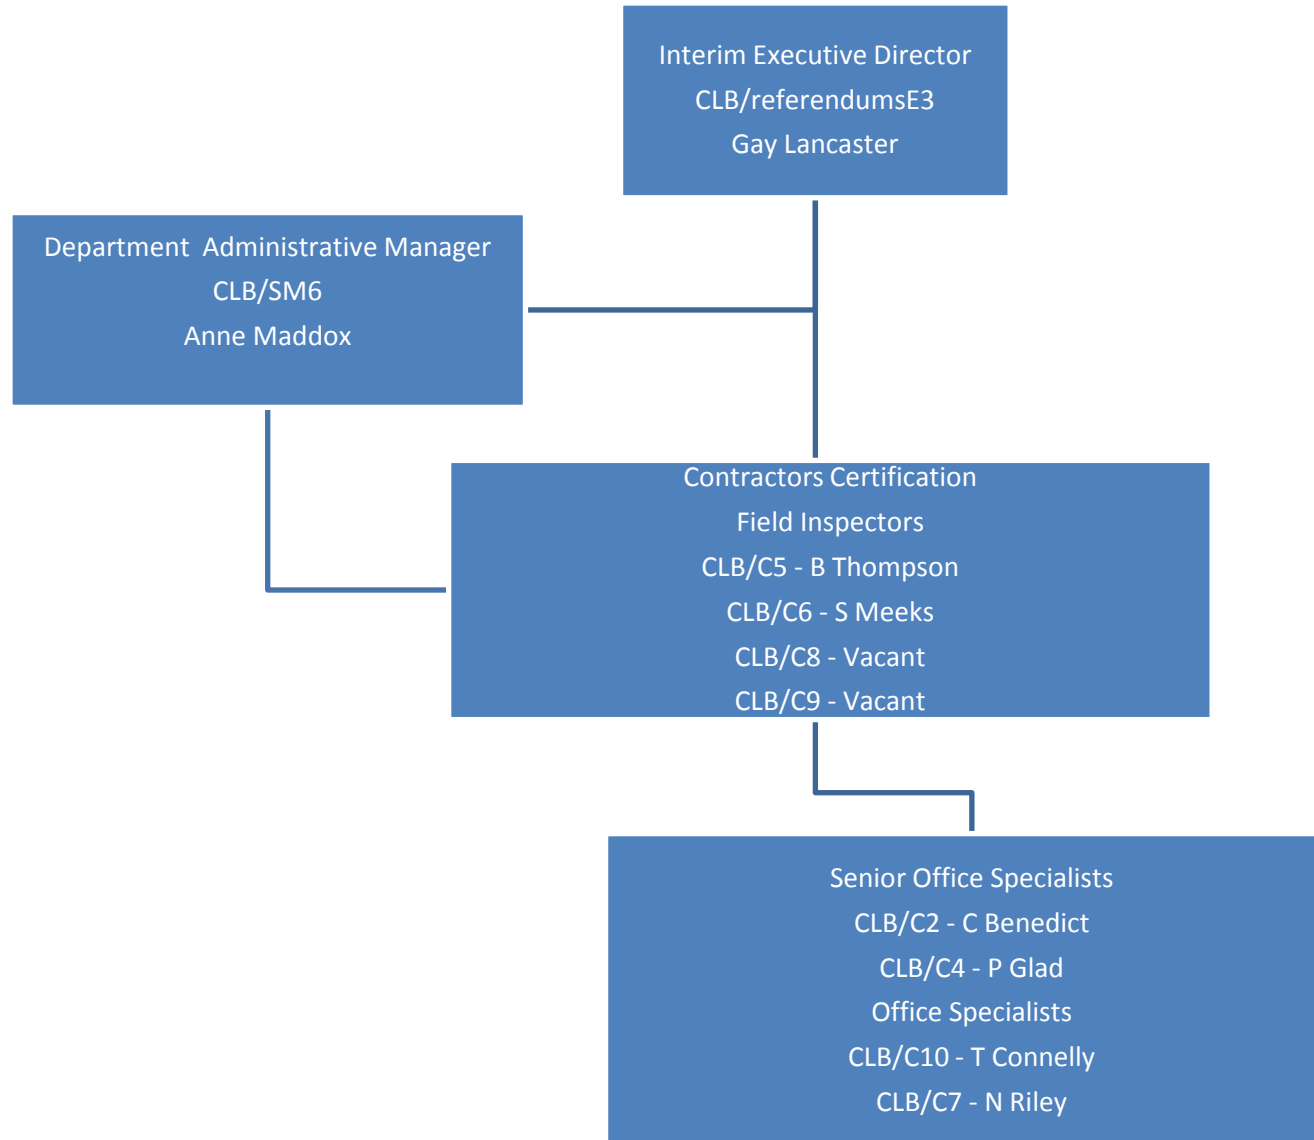 Interim Executive Director
CLB/referendumsE3
Gay Lancaster
Department  Administrative Manager
CLB/SM6
Anne Maddox
Contractors Certification
Field Inspectors
CLB/C5 - B Thompson
CLB/C6 - S Meeks
CLB/C8 - Vacant
CLB/C9 - Vacant
Senior Office Specialists
CLB/C2 - C Benedict
CLB/C4 - P Glad
Office Specialists
CLB/C10 - T Connelly
CLB/C7 - N Riley